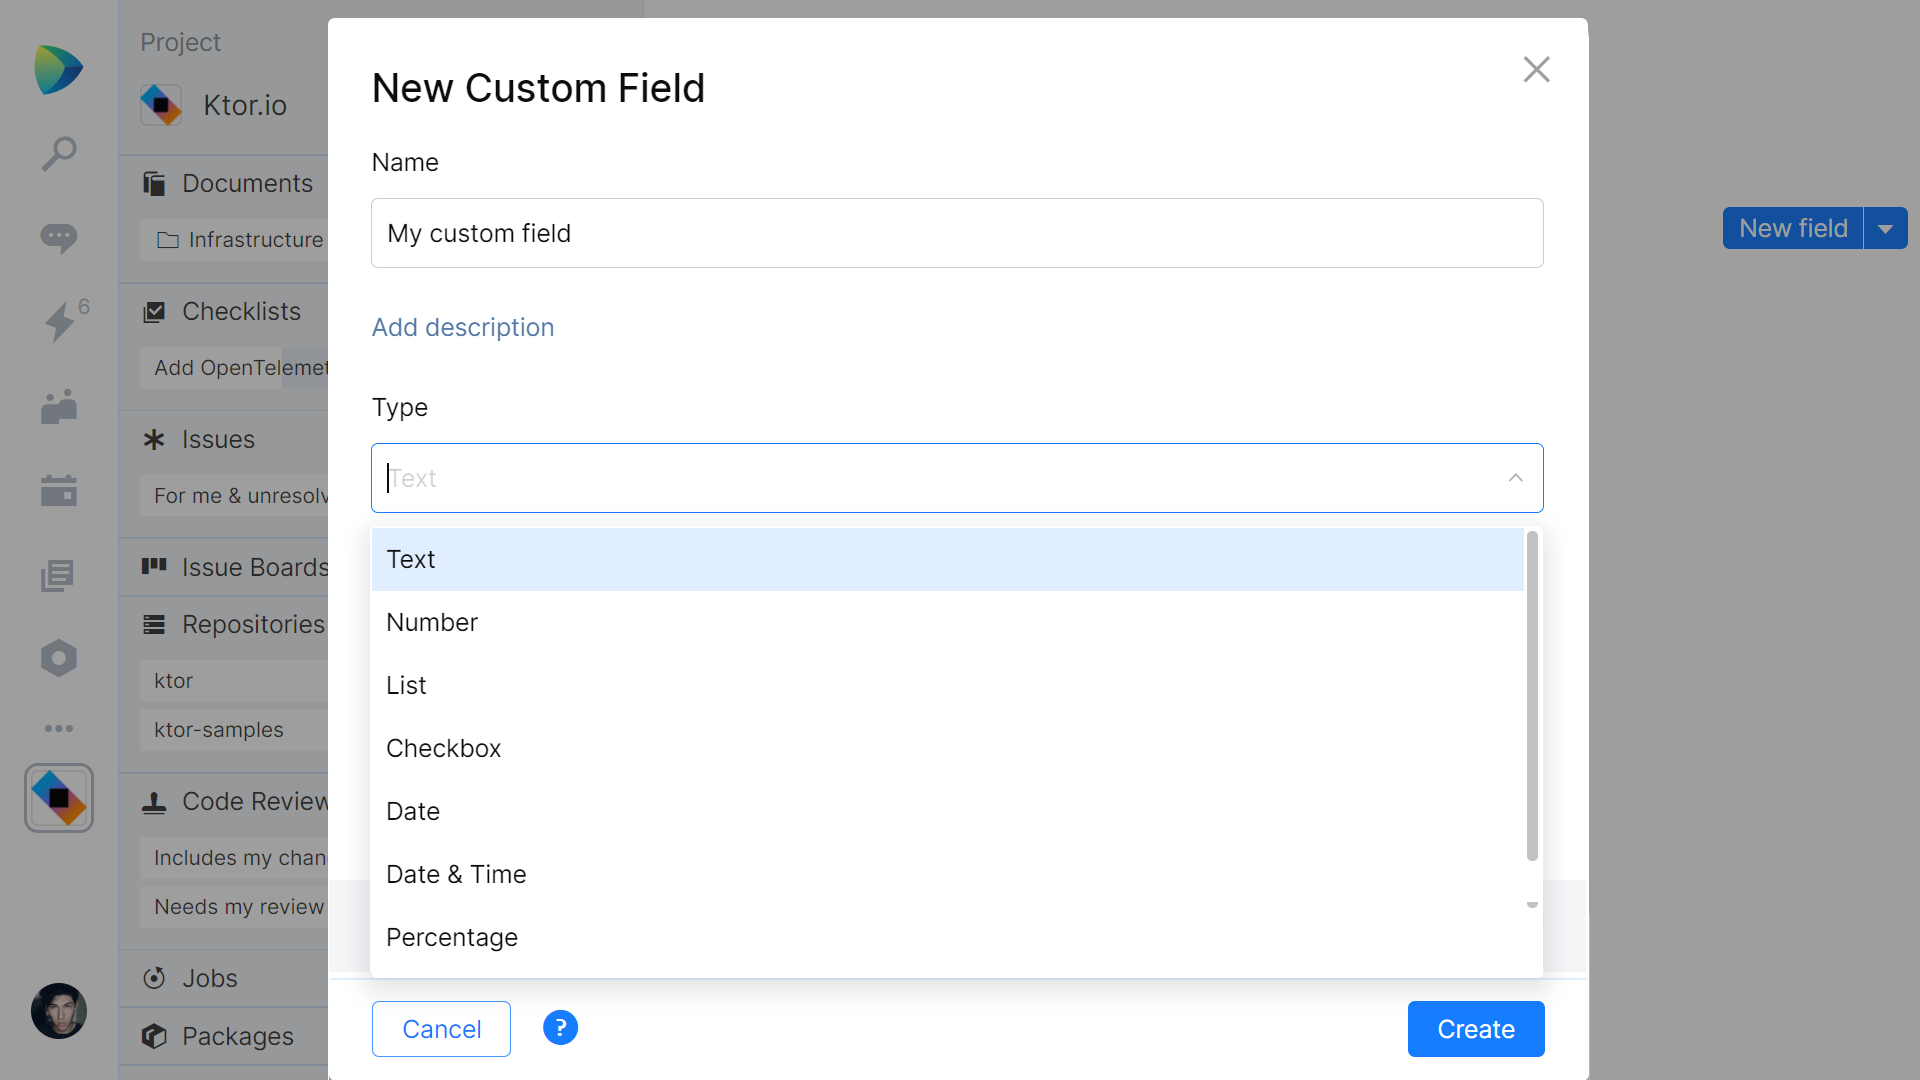 Project
Ktor.io
Documents
Infrastructure
6
Checklists
Add OpenTelemet
Issues
For me & unresolv
Issue Boards
Repositories
ktor
ktor-samples
Code Review
Includes my chan
Needs my review
Jobs
Packages
New Custom Field
Name
My custom field
Add description
Type
Text
Text
Number
List
Checkbox
Date
Date & Time
Percentage
Cancel
?
Create
New field